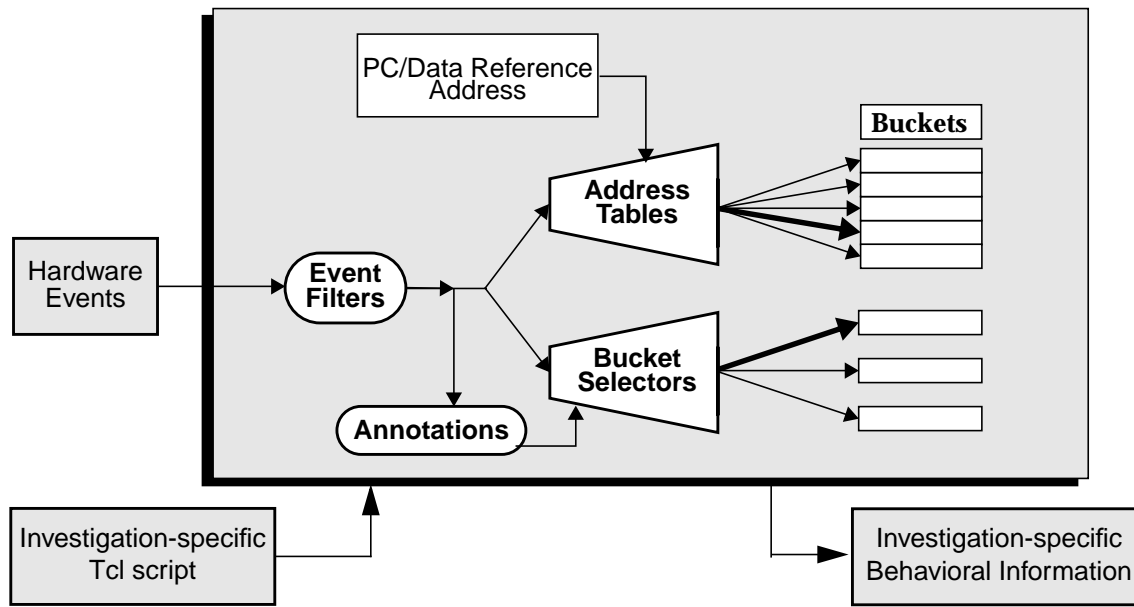 PC/Data Reference
Address
Buckets
Address
Tables
Hardware
Events
Event
Filters
Bucket
Selectors
Annotations
Investigation-specific
Tcl script
Investigation-specific
Behavioral Information